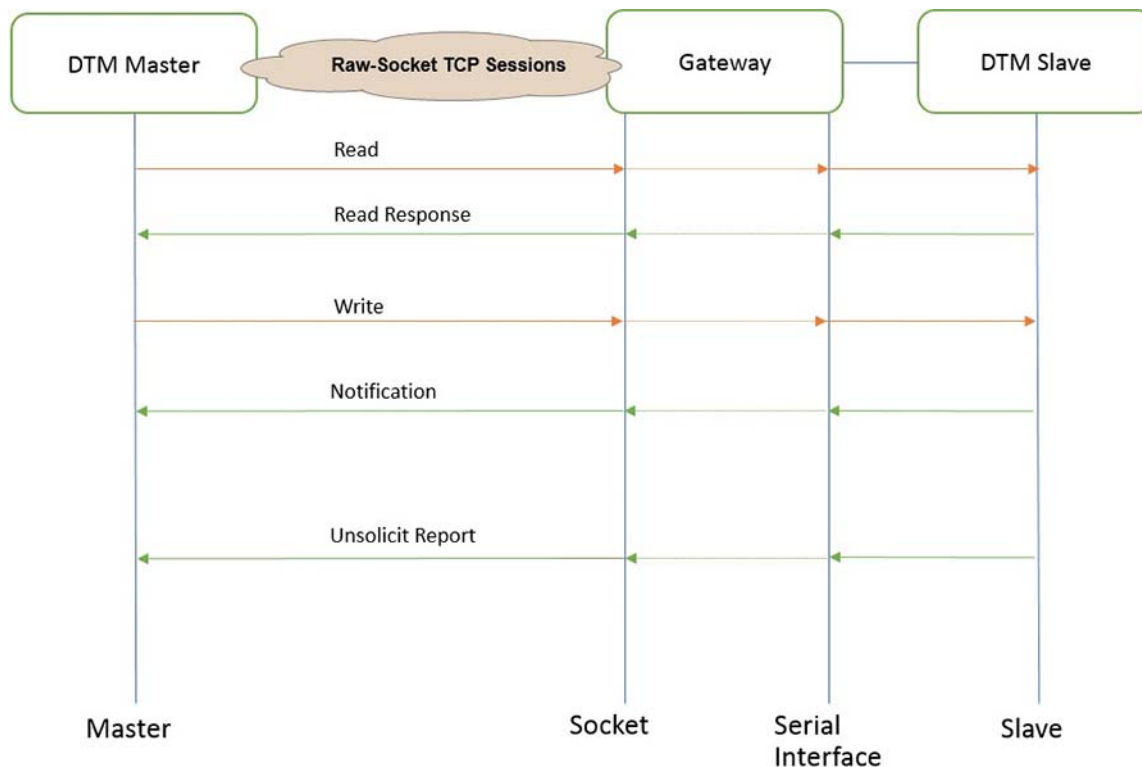 DTM Master
Raw-Socket TCP Sessions
Gateway
DTM Slave
Read
Read Response
Write
Notification
Unsolicit Report
Master
Socket
Serial
Interface
Slave